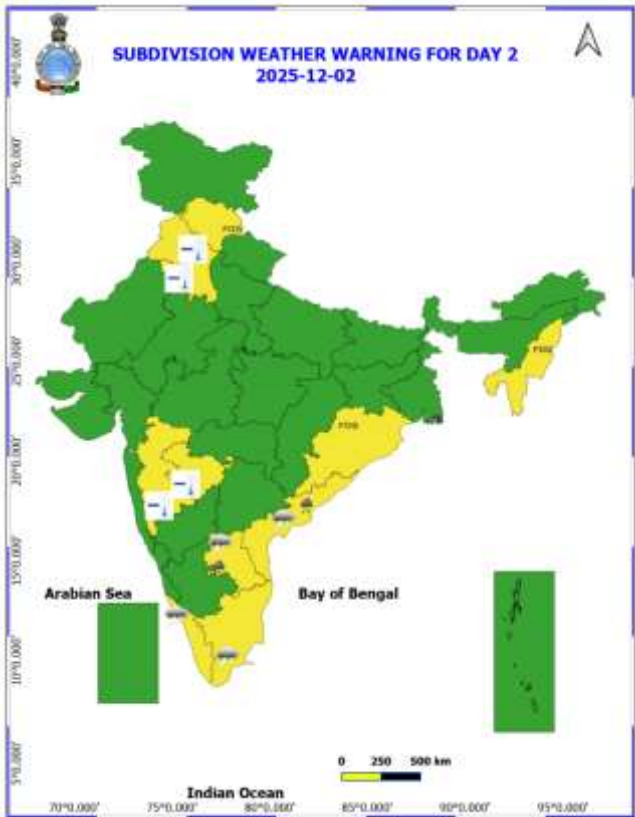 SUBDIVISION WEATHER WARNING FOR DAY 2
2025-12-02
40°0.000'
35°0.000'
30°0.000'
25°0.000'
20°0.000'
15°0.000'
10°0.000'
5°0.000'
FOG
FOG
FOG
Arabian Sea
Bay of Bengal
0 250 500 km
Indian Ocean
70°0.000' 75°0.000' 80°0.000' 85°0.000' 90°0.000' 95°0.000'